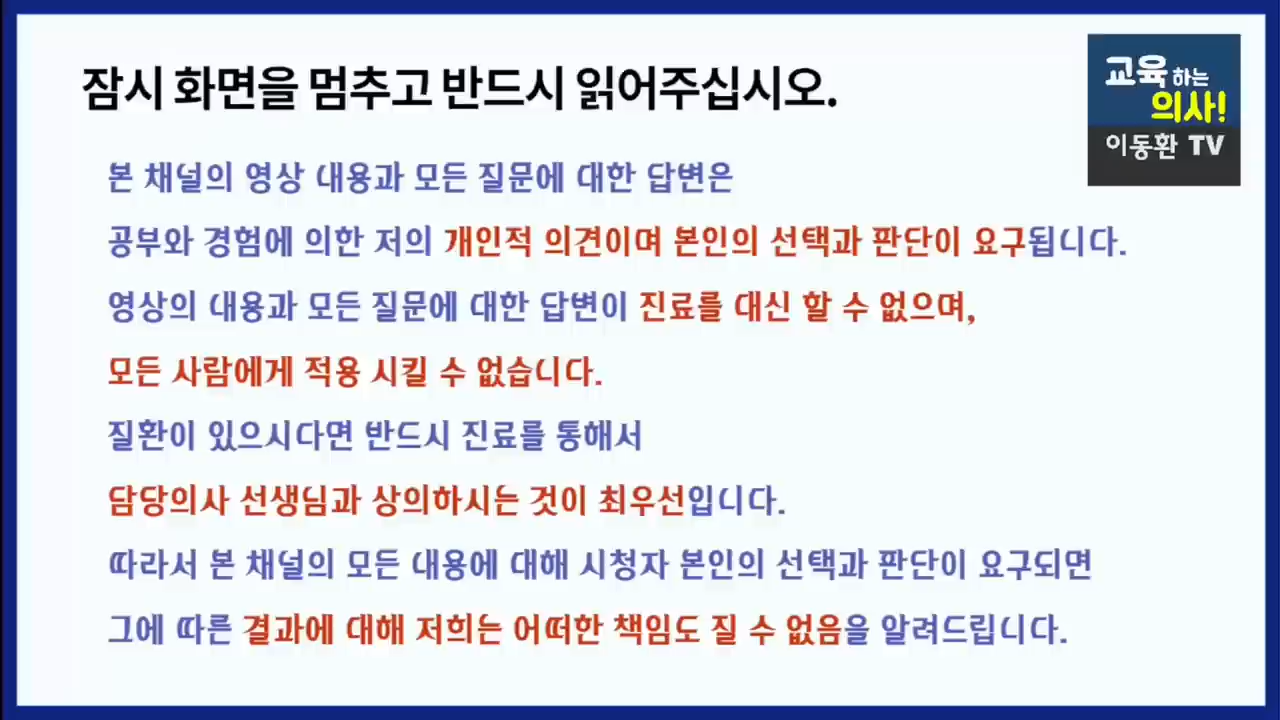 잠시 화면을 멈추고 반드시 읽어주십시오.
교육 하는
의사!
이동환 TV
본 채널의 영상 내용과 모든 질문에 대한 답변은
공부와 경험에 의한 저의 개인적 의견이며 본인의 선택과 판단이 요구됩니다.
영상의 내용과 모든 질문에 대한 답변이 진료를 대신 할 수 없으며,
모든 사람에게 적용 시킬 수 없습니다.
질환이 있으시다면 반드시 진료를 통해서
담당의사 선생님과 상의하시는 것이 최우선입니다.
따라서 본 채널의 모든 내용에 대해 시청자 본인의 선택과 판단이 요구되면
그에 따른 결과에 대해 저희는 어떠한 책임도 질 수 없음을 알려드립니다.